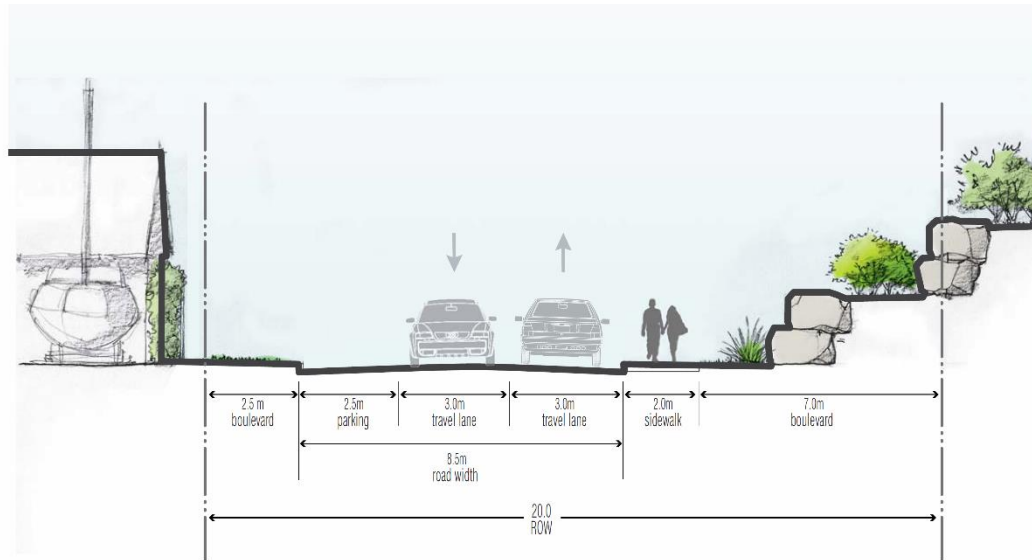 2.5 m
boulevard
2.5m
parking
3.0m
travel lane
3.0m
travel lane
2.0m
sidewalk
7.0m
boulevard
8.5m
road width
20.0
ROW